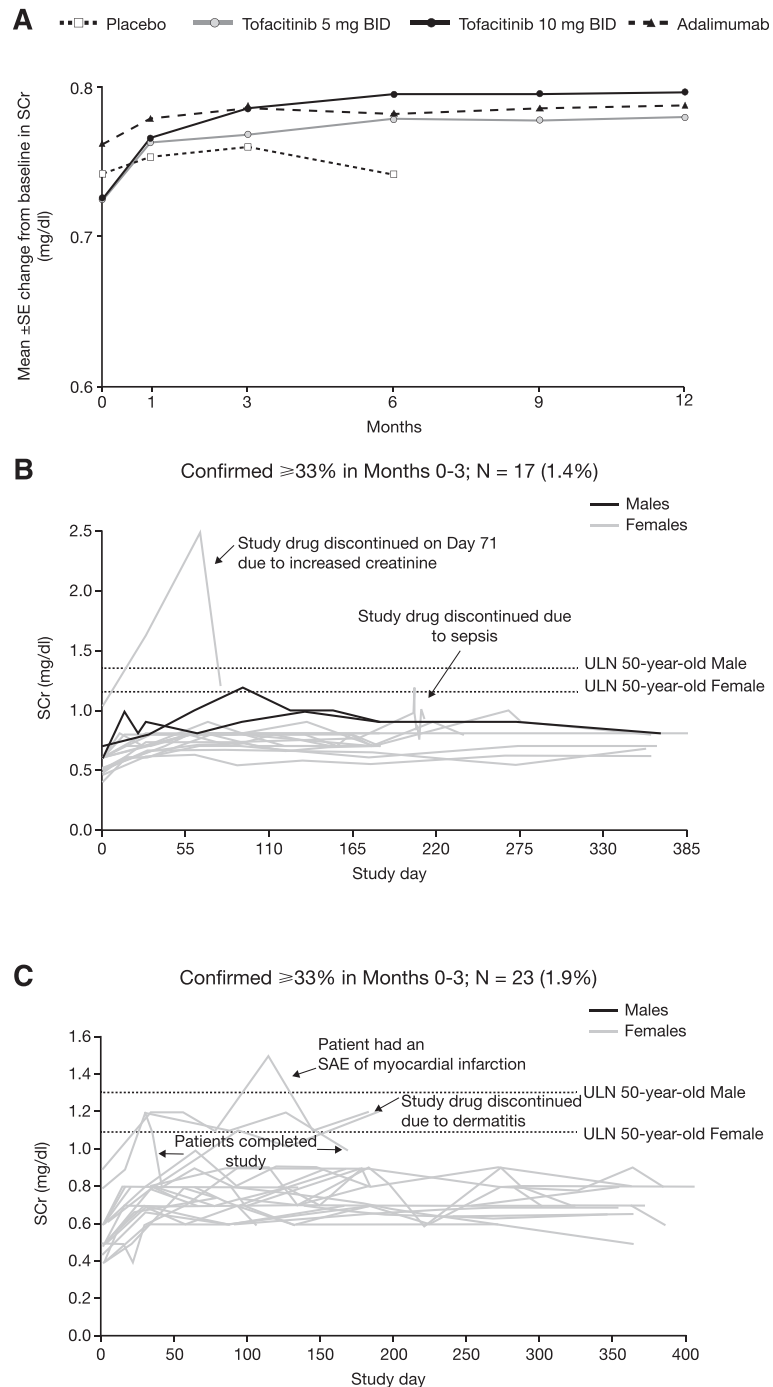 A
Placebo
Tofacitinib 5 mg BID
Tofacitinib 10 mg BID
Adalimumab
Mean ±SE change from baseline in SCr
(mg/dl)
0.8
0.7
0.6
0 1 3 6 9 12
Months
B
Confirmed ⩾33% in Months 0-3; N = 17 (1.4%)
Males
Females
SCr (mg/dl)
2.5
2.0
1.5
1.0
0.5
0.0
Study drug discontinued on Day 71
due to increased creatinine
Study drug discontinued due
to sepsis
ULN 50-year-old Male
ULN 50-year-old Female
0 55 110 165 220 275 330 385
Study day
C
Confirmed ⩾33% in Months 0-3; N = 23 (1.9%)
Males
Females
SCr (mg/dl)
1.6
1.4
1.2
1.0
0.8
0.6
0.4
0.2
0.0
Patient had an
SAE of myocardial infarction
Study drug discontinued
due to dermatitis
Patients completed
study
ULN 50-year-old Male
ULN 50-year-old Female
0 50 100 150 200 250 300 350 400
Study day